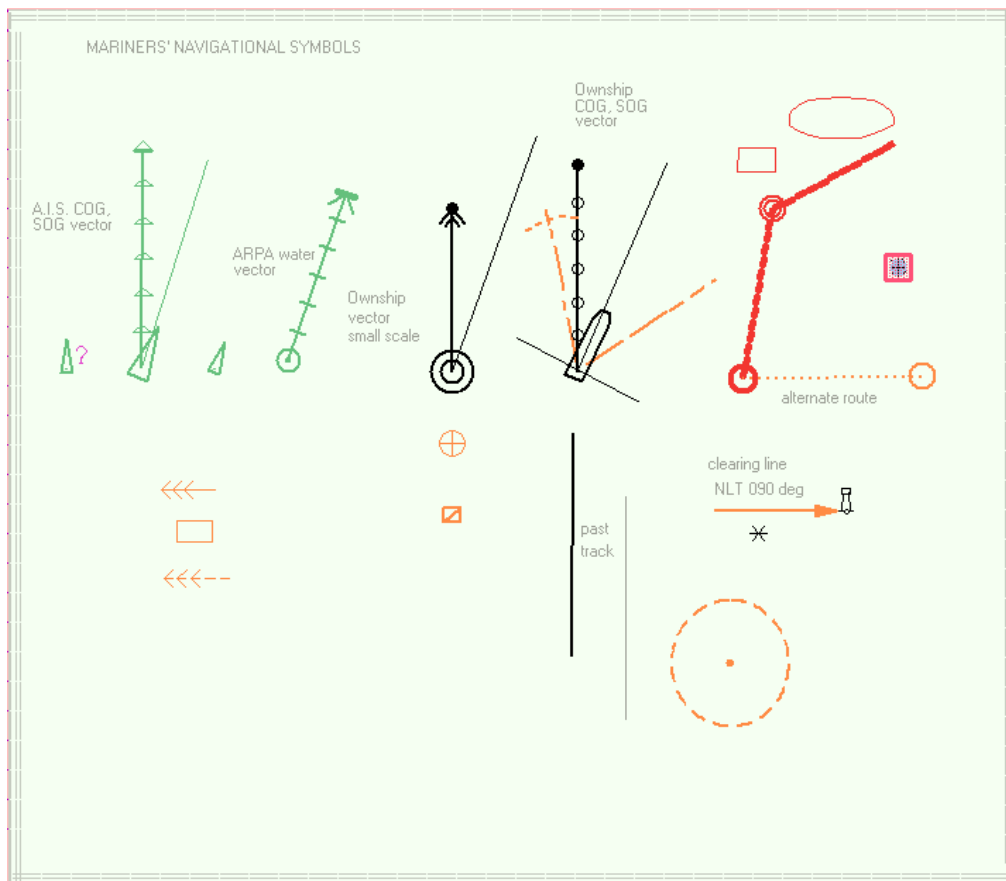 MARINERS' NAVIGATIONAL SYMBOLS
Ownship
COG, SOG
vector
A.I.S. COG,
SOG vector
ARPA water
vector
Ownship
vector
small scale
?
alternate route
clearing line
NLT 090 deg
past
track